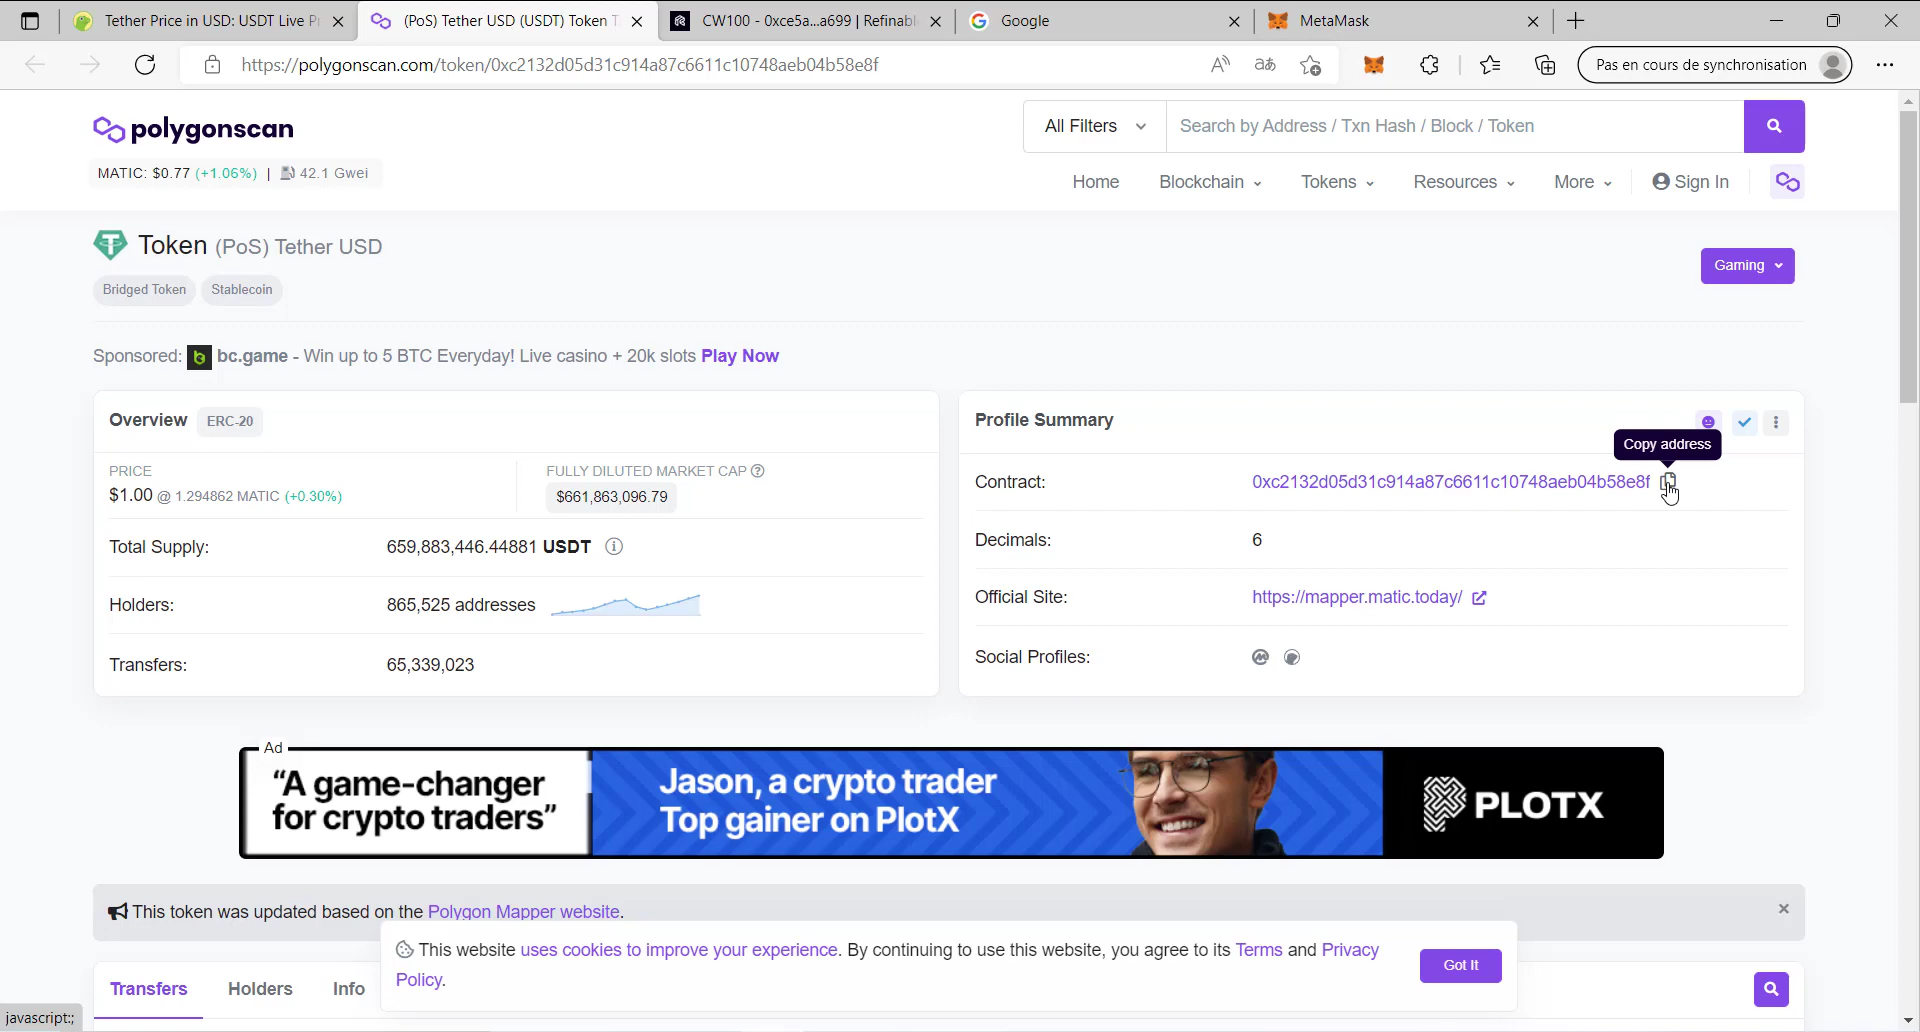 Tether Price in USD: USDT Live Pr
(PoS) Tether USD (USDT) Token T
CW100 - 0xce5a...a699 | Refinabl
Google
MetaMask
https://polygonscan.com/token/0xc2132d05d31c914a87c6611c10748aeb04b58e8f
Pas en cours de synchronisation
polygonscan
All Filters
Search by Address / Txn Hash / Block / Token
MATIC: $0.77 (+1.06%) | 42.1 Gwei
Home
Blockchain
Tokens
Resources
More
Sign In
Token (PoS) Tether USD
Gaming
Bridged Token
Stablecoin
Sponsored: bc.game - Win up to 5 BTC Everyday! Live casino + 20k slots Play Now
Overview ERC-20
PRICE
$1.00 @ 1.294862 MATIC (+0.30%)
FULLY DILUTED MARKET CAP
$661,863,096.79
Total Supply: 659,883,446.44881 USDT
Holders: 865,525 addresses
Transfers: 65,339,023
Profile Summary
Copy address
Contract: 0xc2132d05d31c914a87c6611c10748aeb04b58e8f
Decimals: 6
Official Site: https://mapper.matic.today/
Social Profiles:
Ad
“A game-changer
for crypto traders”
Jason, a crypto trader
Top gainer on PlotX
PLOTX
This token was updated based on the Polygon Mapper website.
This website uses cookies to improve your experience. By continuing to use this website, you agree to its Terms and Privacy
Policy.
Got It
Transfers
Holders
Info
javascript:;